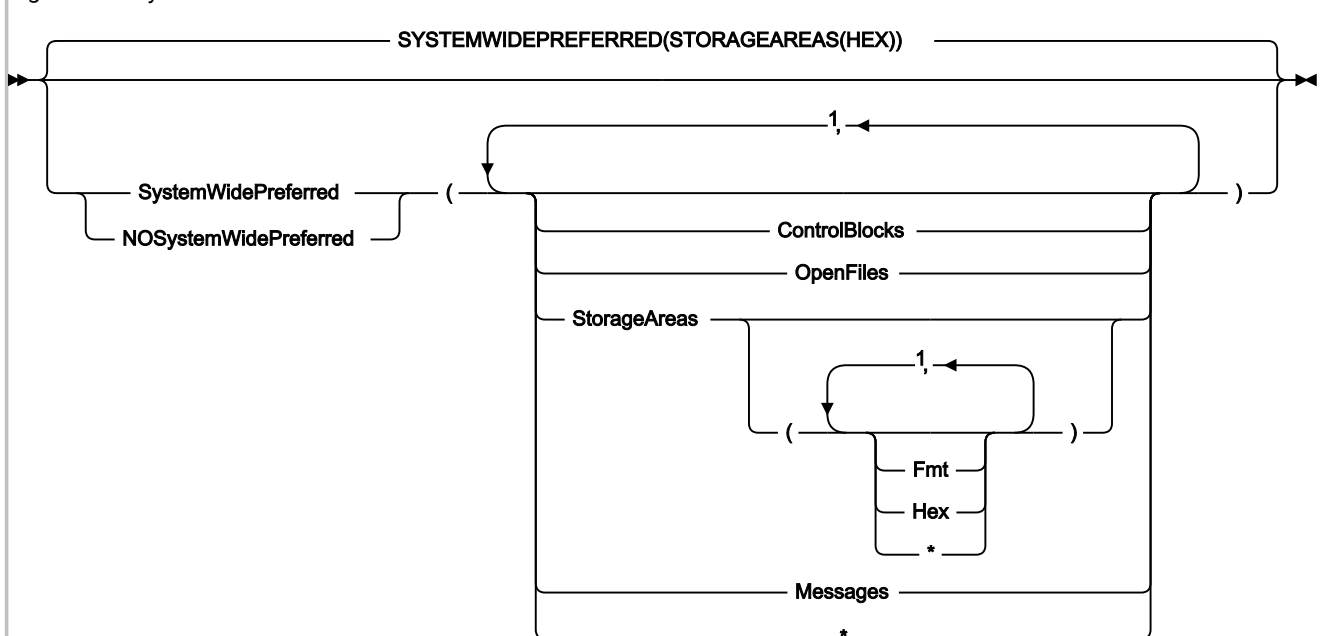 SYSTEMWIDEPREFERRED(STORAGEAREAS(HEX))
1,
SystemWidePreferred ( )
NOSystemWidePreferred
ControlBlocks
OpenFiles
StorageAreas
1,
( )
Fmt
Hex
*
Messages
*